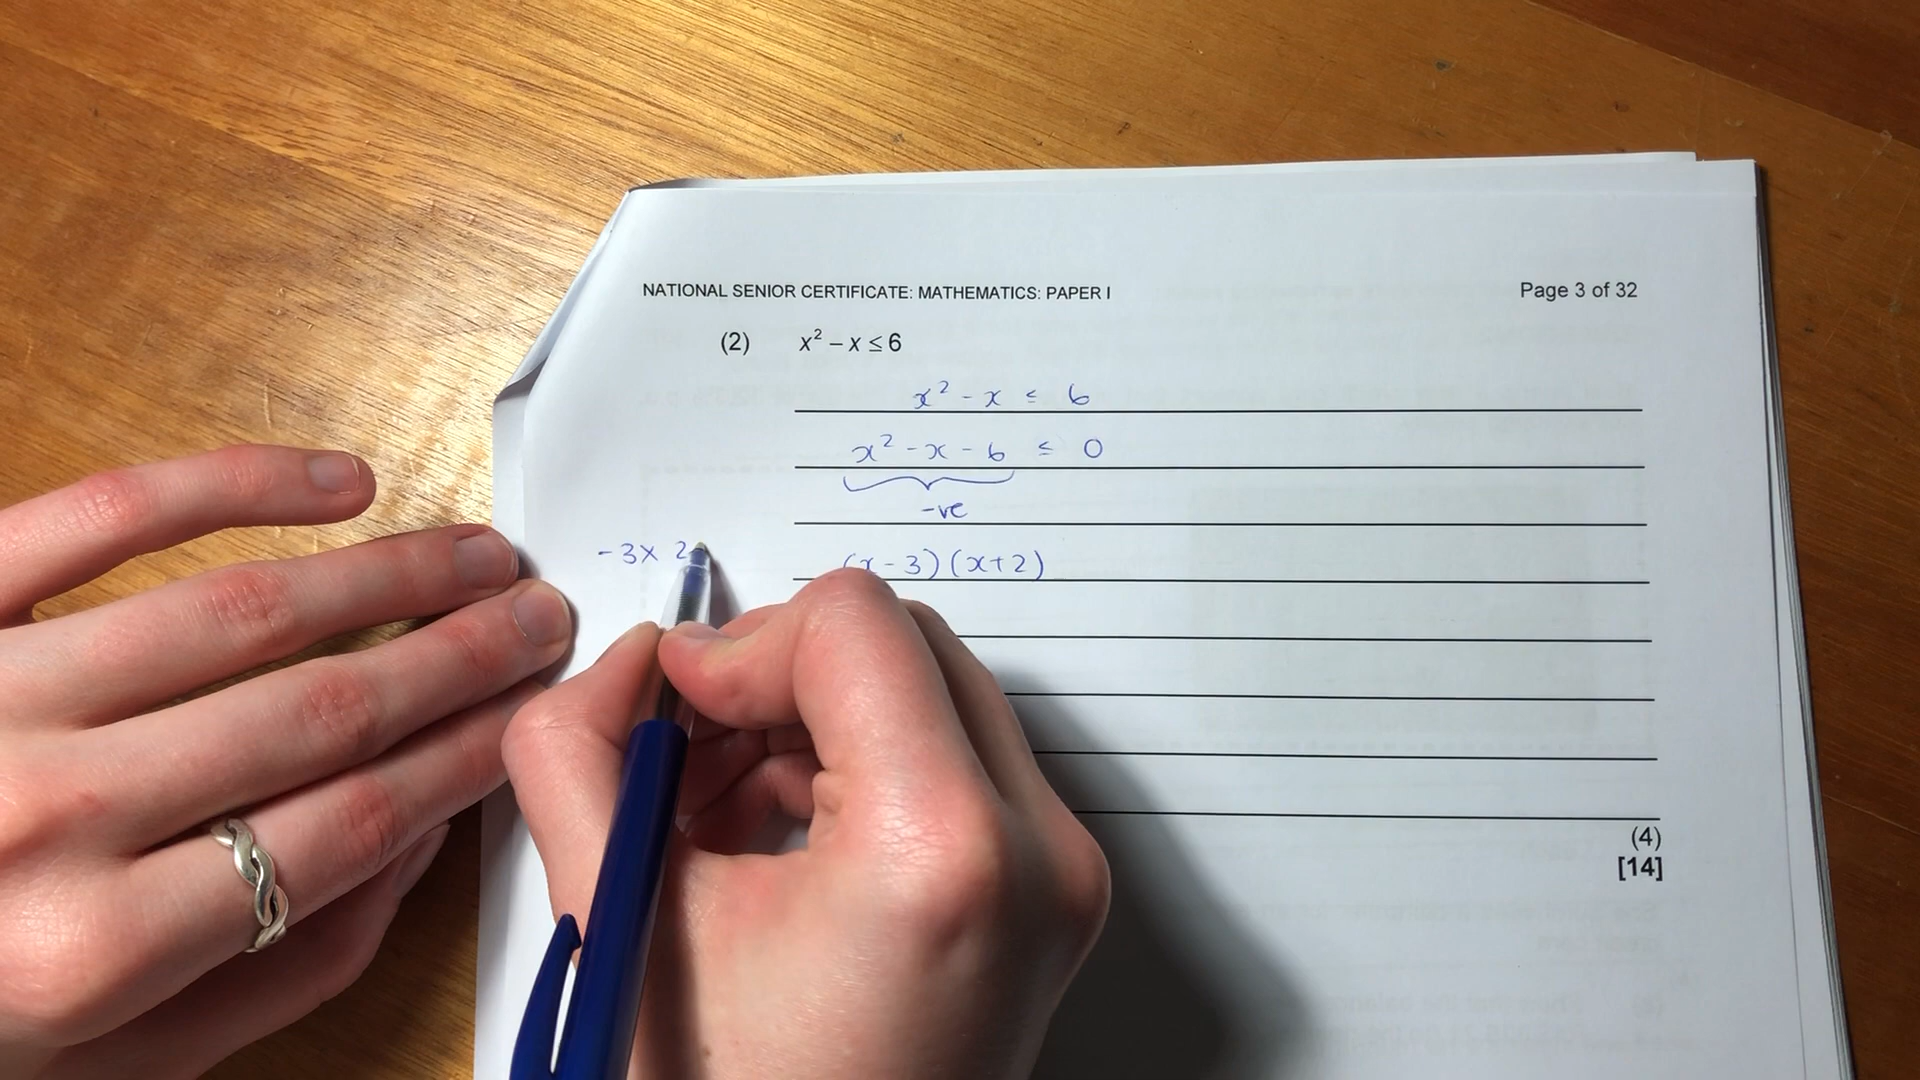 NATIONAL SENIOR CERTIFICATE: MATHEMATICS: PAPER I Page 3 of 32
(2) x² – x ≤ 6
x² - x ≤ 6
x² - x - 6 ≤ 0
-ve
-3x 2 (x - 3)(x+2)
(4)
[14]